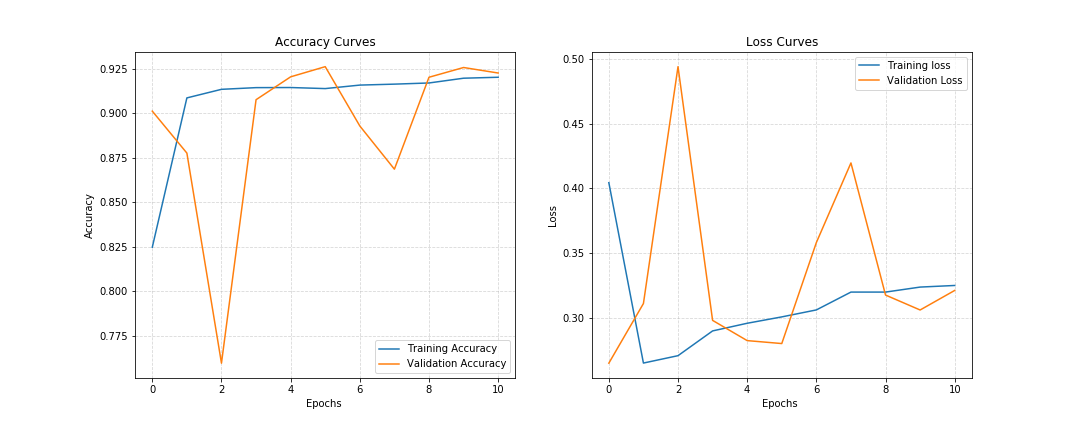 Accuracy Curves
0.925
0.900
0.875
0.850
0.825
0.800
0.775
Accuracy
0 2 4 6 8 10
Epochs
Training Accuracy
Validation Accuracy
Loss Curves
0.50
0.45
0.40
0.35
0.30
Loss
0 2 4 6 8 10
Epochs
Training loss
Validation Loss